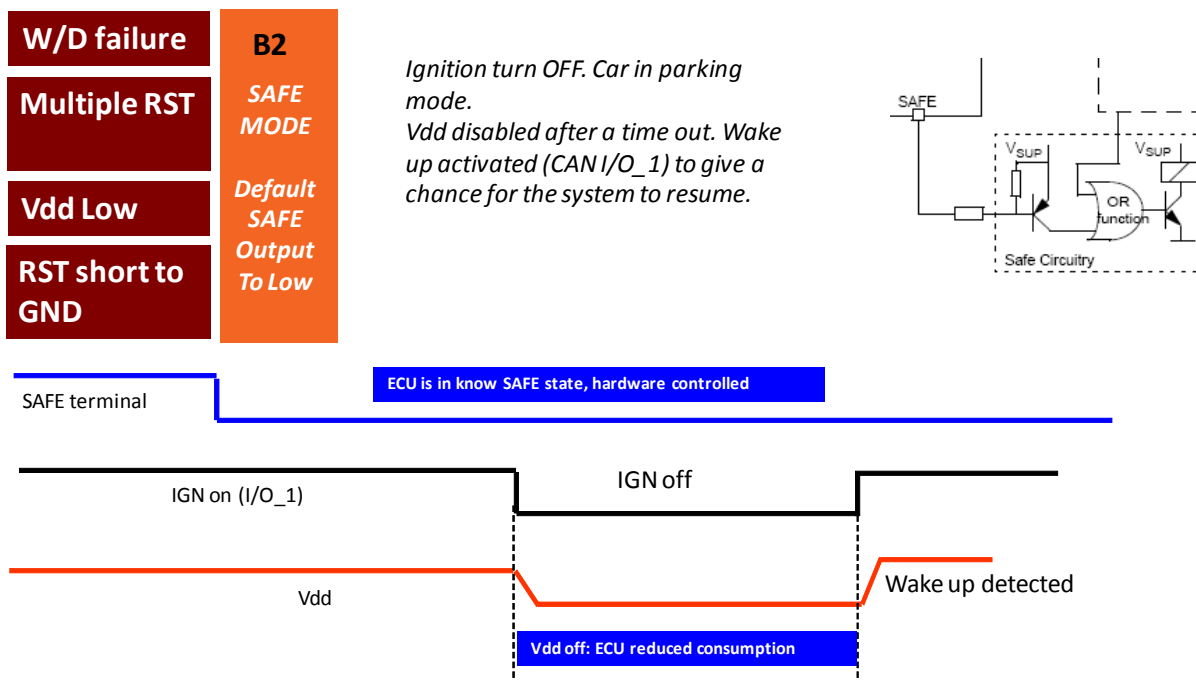 W/D failure
Multiple RST
Vdd Low
RST short to
GND
B2
SAFE
MODE
Default
SAFE
Output
To Low
Ignition turn OFF. Car in parking
mode.
Vdd disabled after a time out. Wake
up activated (CAN I/O_1) to give a
chance for the system to resume.
SAFE
VSUP
VSUP
OR
function
Safe Circuitry
SAFE terminal
ECU is in know SAFE state, hardware controlled
IGN on (I/O_1)
IGN off
Vdd
Wake up detected
Vdd off: ECU reduced consumption